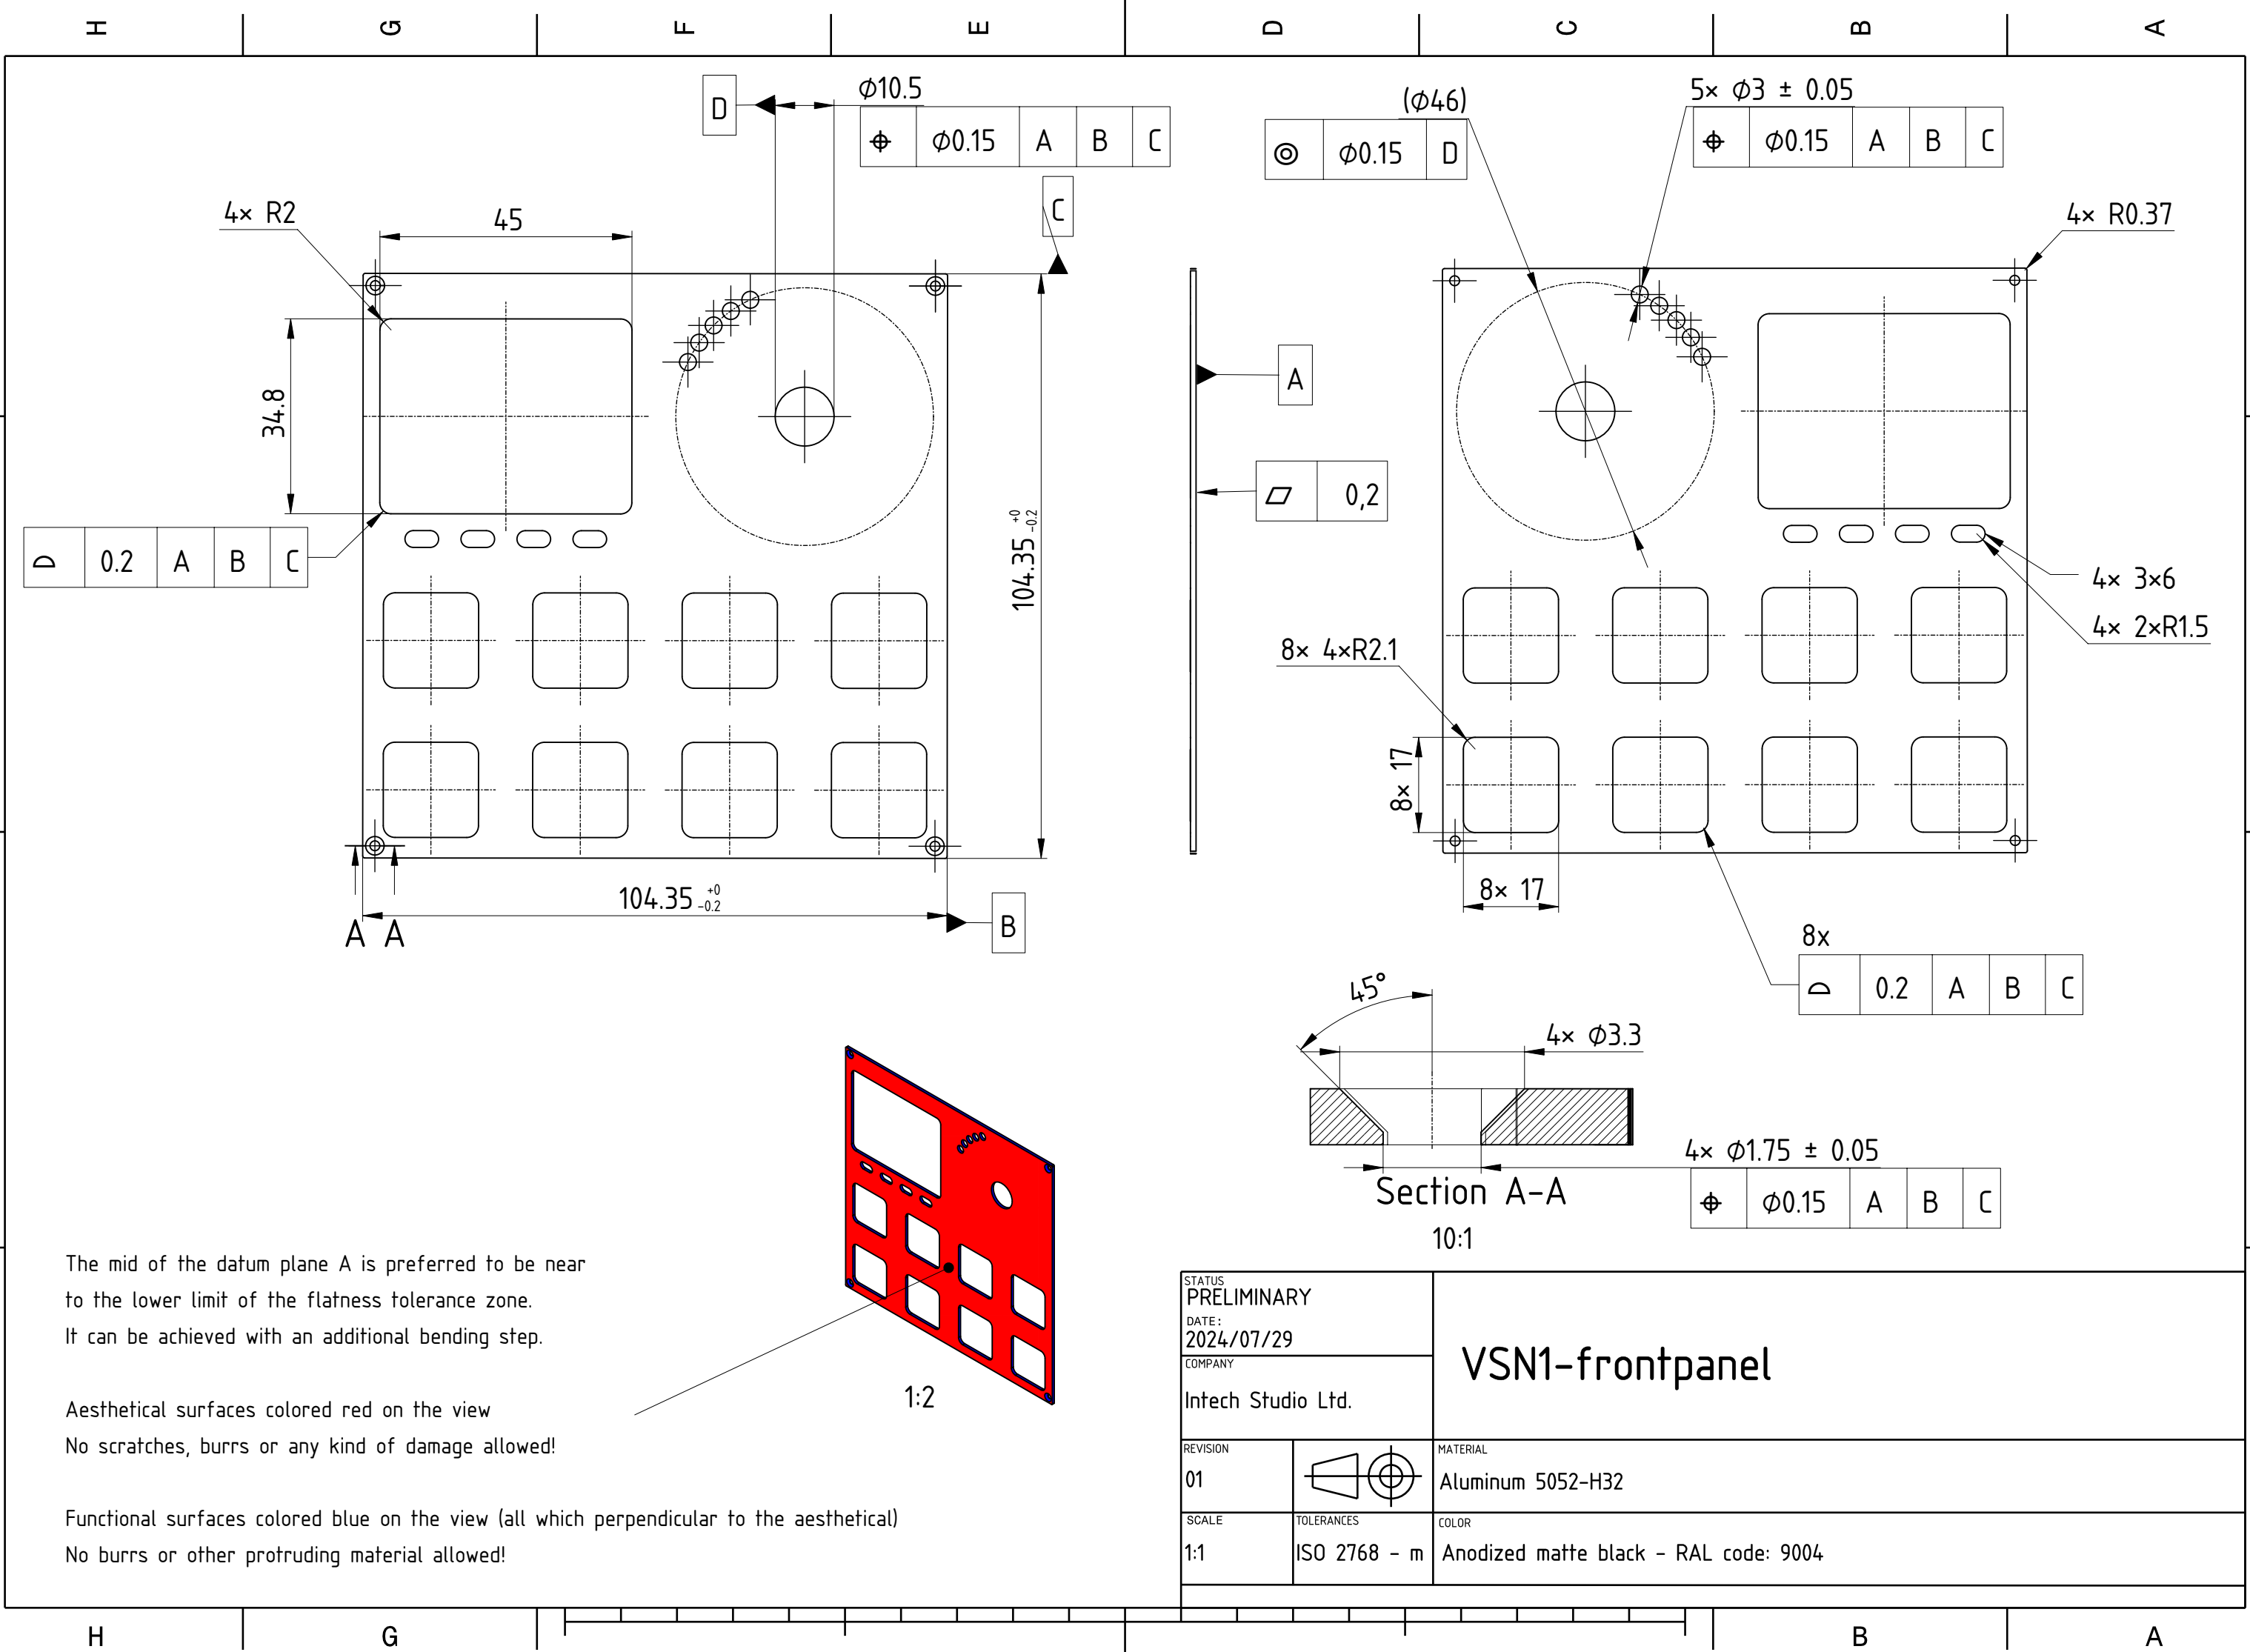 H G F E D C B A
D
⌀10.5
⌖ ⌀0.15 A B C
(⌀46)
◎ ⌀0.15 D
5× ⌀3 ± 0.05
⌖ ⌀0.15 A B C
C
4× R2
45
4× R0.37
34.8
A
⏥ 0,2
104.35 +0 -0.2
⌓ 0.2 A B C
4× 3×6
4× 2×R1.5
8× 4×R2.1
8× 17
8× 17
104.35 +0 -0.2
A A
B
8x
⌓ 0.2 A B C
45°
4× ⌀3.3
4× ⌀1.75 ± 0.05
⌖ ⌀0.15 A B C
Section A-A
10:1
1:2
The mid of the datum plane A is preferred to be near
to the lower limit of the flatness tolerance zone.
It can be achieved with an additional bending step.
Aesthetical surfaces colored red on the view
No scratches, burrs or any kind of damage allowed!
Functional surfaces colored blue on the view (all which perpendicular to the aesthetical)
No burrs or other protruding material allowed!
STATUS
PRELIMINARY
DATE:
2024/07/29
COMPANY
Intech Studio Ltd.
VSN1-frontpanel
REVISION
01
MATERIAL
Aluminum 5052-H32
SCALE
1:1
TOLERANCES
ISO 2768 - m
COLOR
Anodized matte black - RAL code: 9004
H G B A